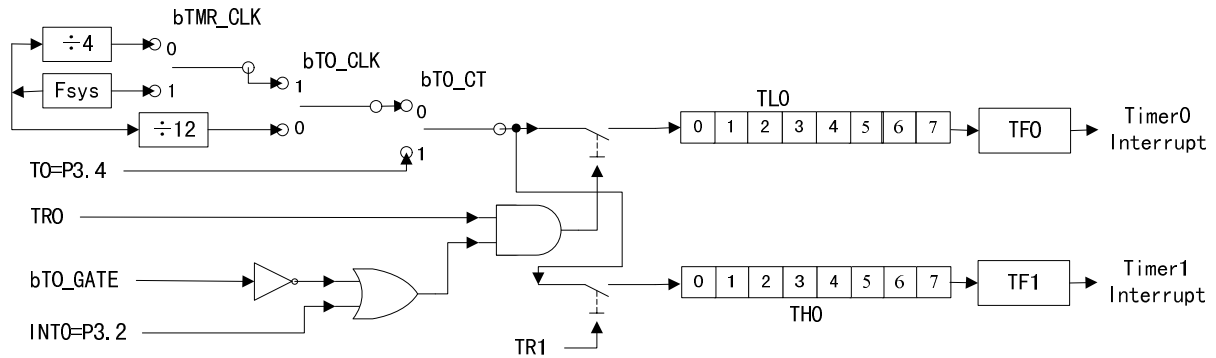 bTMR_CLK
÷4
0
bT0_CLK
bT0_CT
Fsys
1
1
0
÷12
0
1
T0=P3.4
TL0
0 1 2 3 4 5 6 7
TF0
Timer0
Interrupt
TR0
bT0_GATE
INT0=P3.2
TR1
0 1 2 3 4 5 6 7
TH0
TF1
Timer1
Interrupt